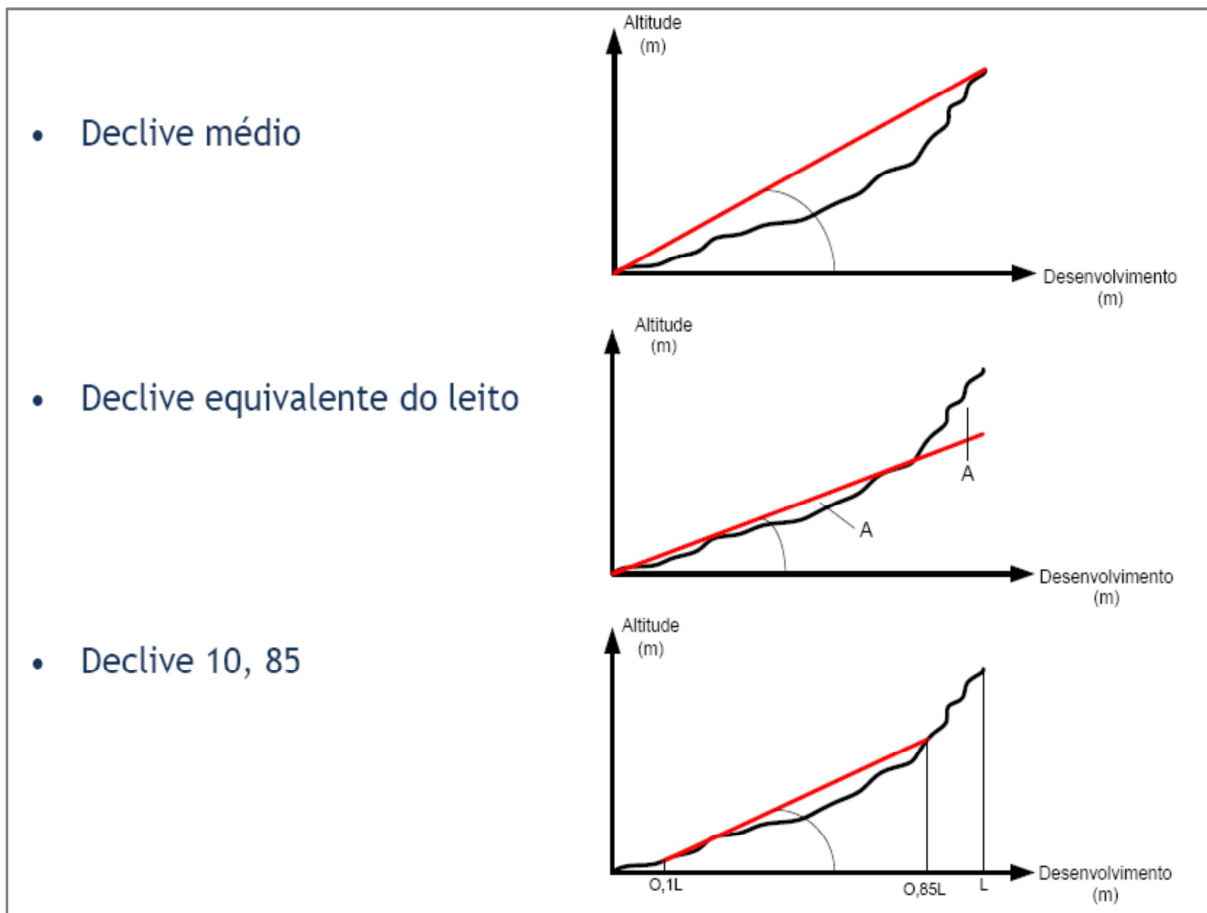 Altitude
(m)
• Declive médio
Desenvolvimento
(m)
Altitude
(m)
• Declive equivalente do leito
A
A
Desenvolvimento
(m)
Altitude
(m)
• Declive 10, 85
Desenvolvimento
(m)
O,1L
O,85L
L